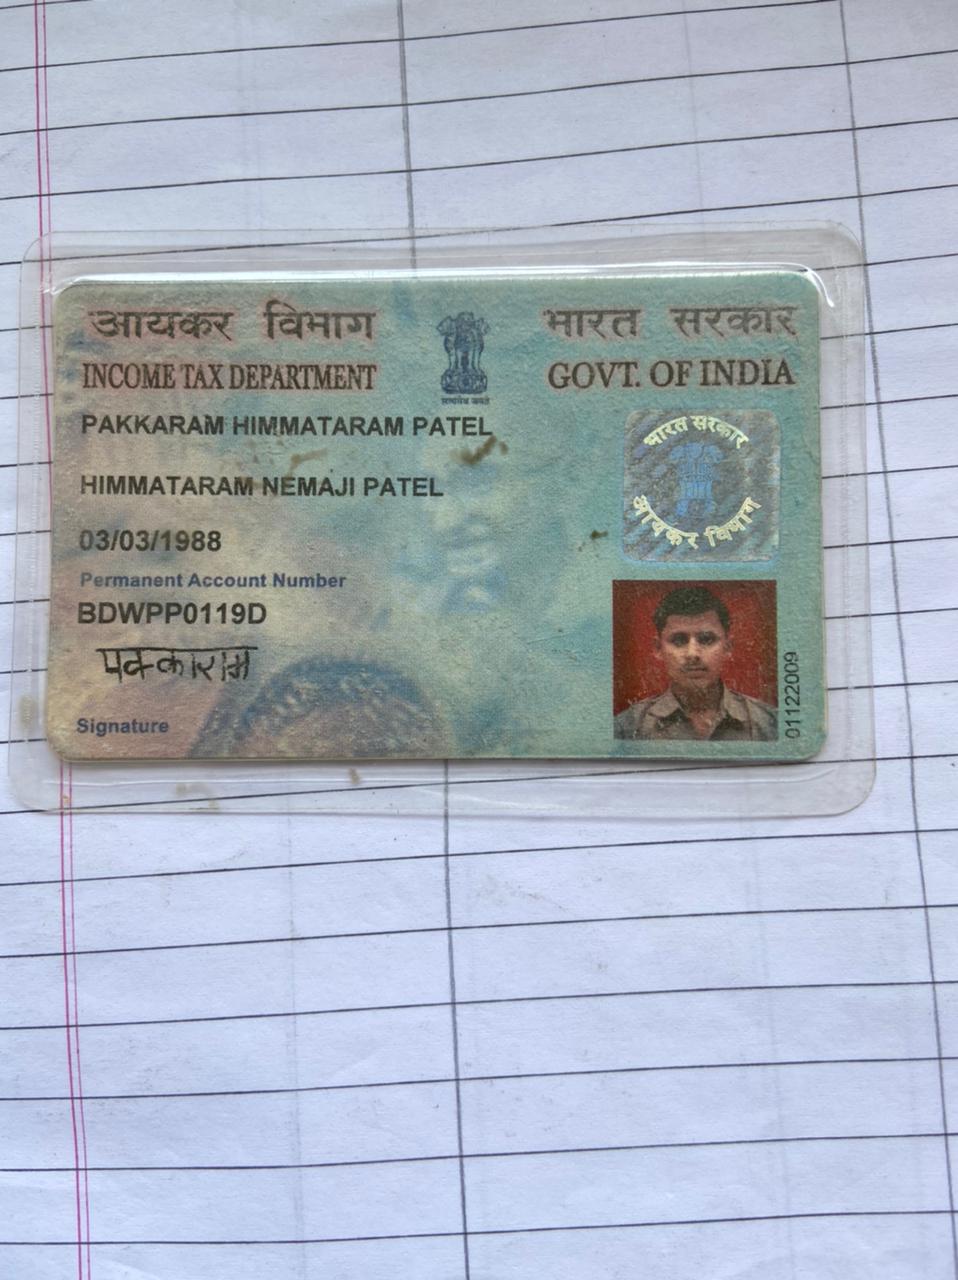 आयकर विभाग
भारत सरकार
INCOME TAX DEPARTMENT
GOVT. OF INDIA
सत्यमेव जयते
PAKKARAM HIMMATARAM PATEL
HIMMATARAM NEMAJI PATEL
03/03/1988
Permanent Account Number
BDWPP0119D
पक्काराम
Signature
भारत सरकार
आयकर विभाग
01122009